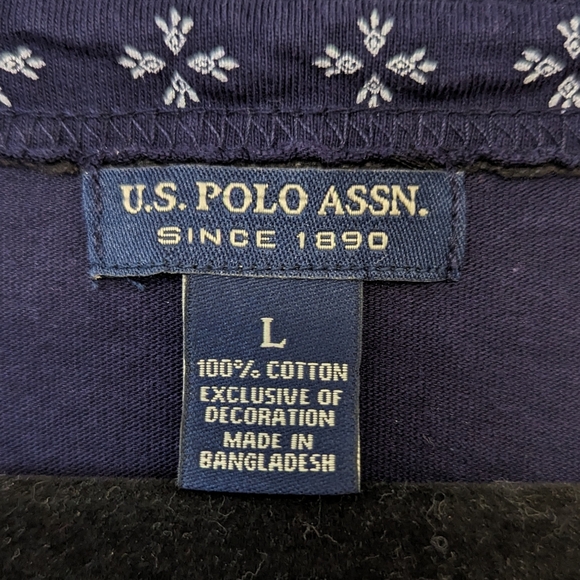 U.S. POLO ASSN.
SINCE 1890
L
100% COTTON
EXCLUSIVE OF
DECORATION
MADE IN
BANGLADESH